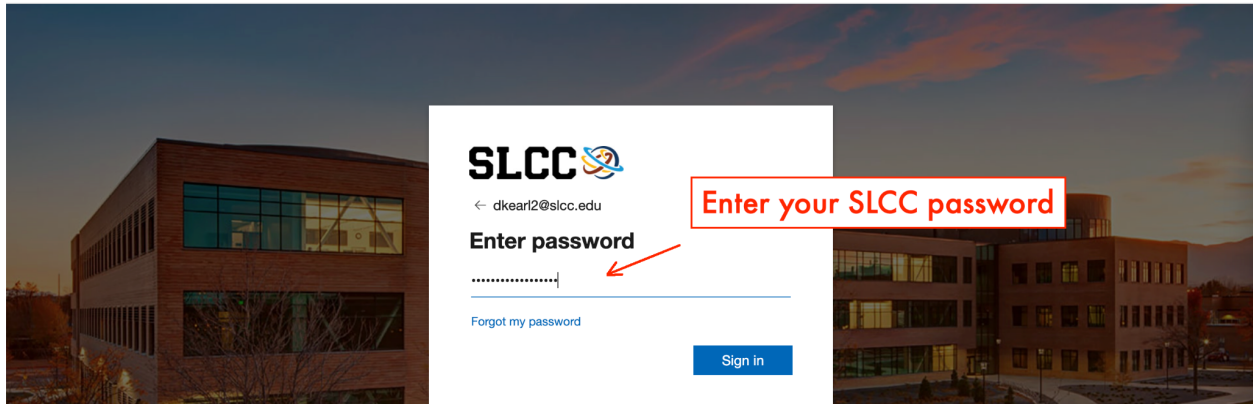 SLCC
← dkearl2@slcc.edu
Enter your SLCC password
Enter password
••••••••••••••••••
Forgot my password
Sign in